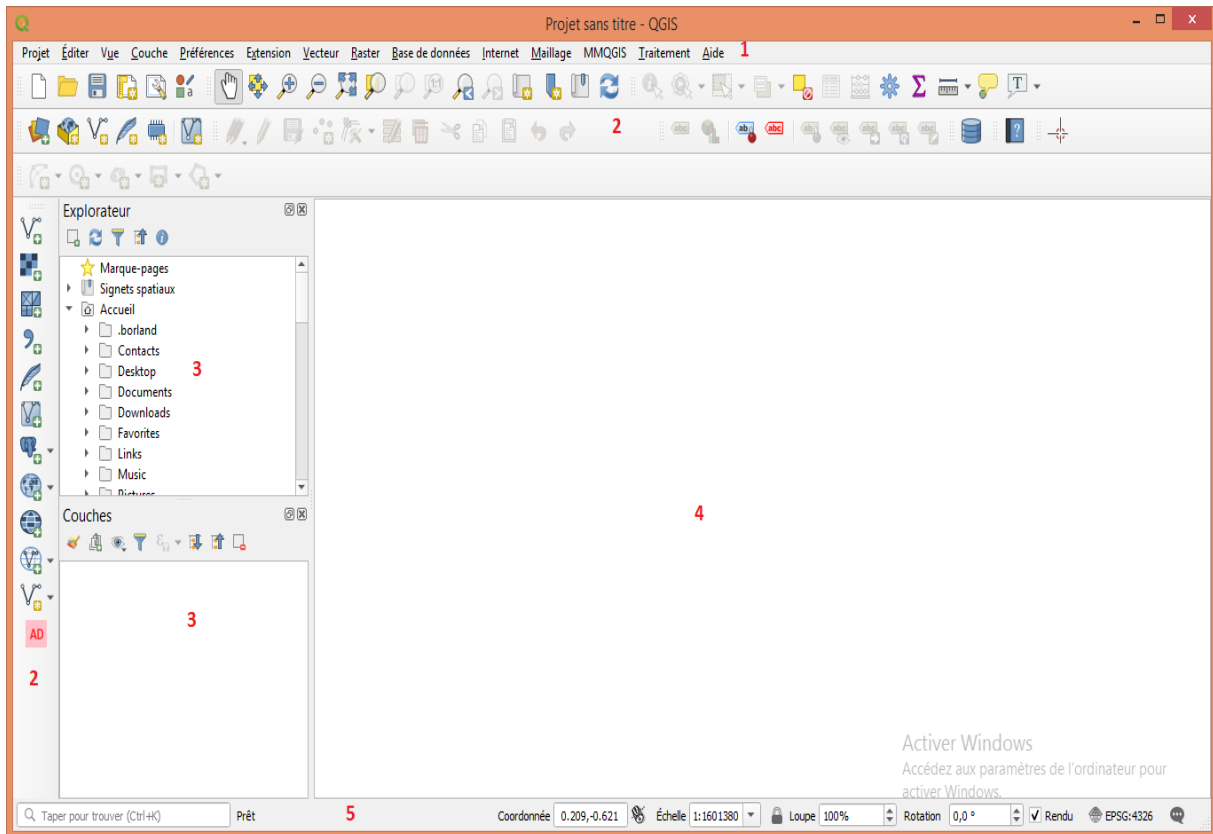 Projet sans titre - QGIS
Projet Éditer Vue Couche Préférences Extension Vecteur Raster Base de données Internet Maillage MMQGIS Traitement Aide 1
2
Explorateur
Marque-pages
Signets spatiaux
Accueil
.borland
Contacts
Desktop 3
Documents
Downloads
Favorites
Links
Music
Pictures
Couches
4
3
AD
2
Activer Windows
Accédez aux paramètres de l'ordinateur pour
activer Windows.
Taper pour trouver (Ctrl+K) Prêt 5 Coordonnée 0.209,-0.621 Échelle 1:1601380 Loupe 100% Rotation 0,0 ° Rendu EPSG:4326